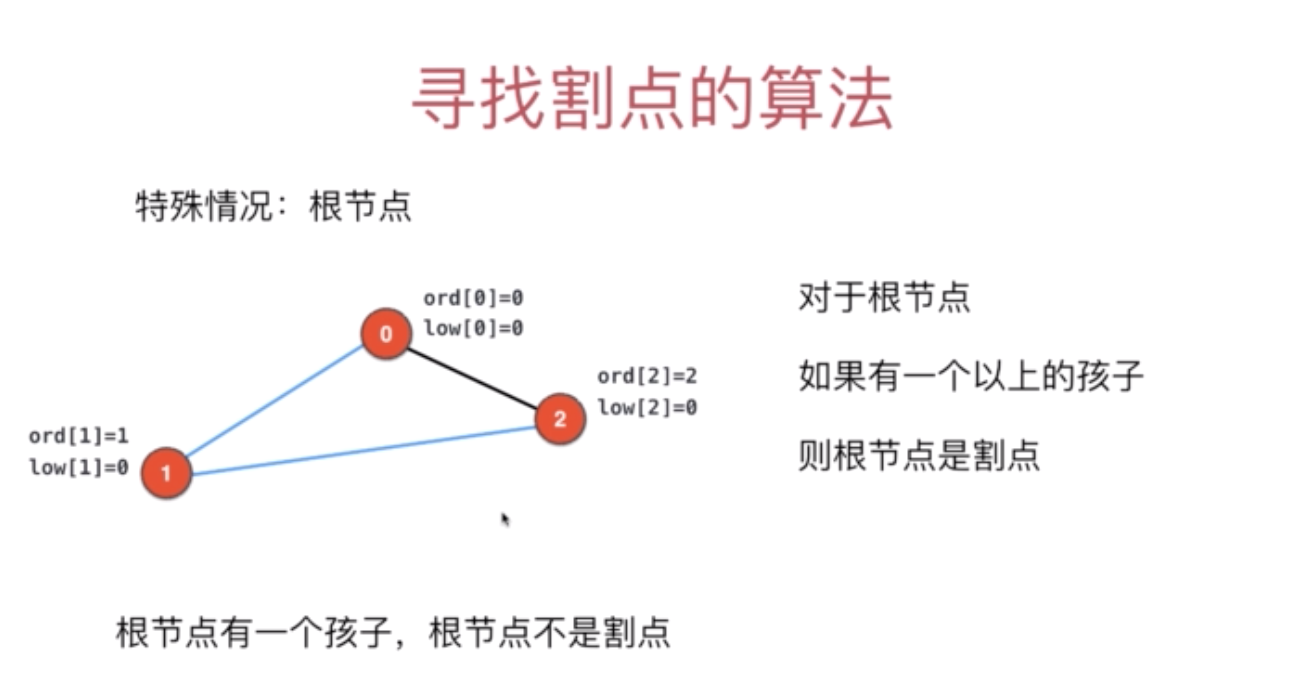 寻找割点的算法
特殊情况：根节点
ord[0]=0
low[0]=0
0
ord[2]=2
low[2]=0
2
ord[1]=1
low[1]=0
1
对于根节点
如果有一个以上的孩子
则根节点是割点
根节点有一个孩子，根节点不是割点